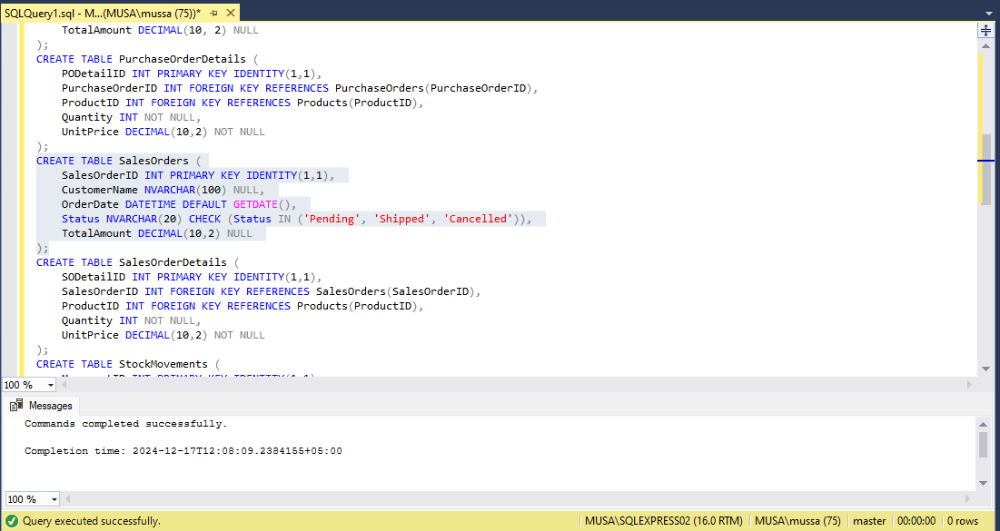 SQLQuery1.sql - M...(MUSA\mussa (75))*
TotalAmount DECIMAL(10, 2) NULL
);
CREATE TABLE PurchaseOrderDetails (
PODetailID INT PRIMARY KEY IDENTITY(1,1),
PurchaseOrderID INT FOREIGN KEY REFERENCES PurchaseOrders(PurchaseOrderID),
ProductID INT FOREIGN KEY REFERENCES Products(ProductID),
Quantity INT NOT NULL,
UnitPrice DECIMAL(10,2) NOT NULL
);
CREATE TABLE SalesOrders (
SalesOrderID INT PRIMARY KEY IDENTITY(1,1),
CustomerName NVARCHAR(100) NULL,
OrderDate DATETIME DEFAULT GETDATE(),
Status NVARCHAR(20) CHECK (Status IN ('Pending', 'Shipped', 'Cancelled')),
TotalAmount DECIMAL(10,2) NULL
);
CREATE TABLE SalesOrderDetails (
SODetailID INT PRIMARY KEY IDENTITY(1,1),
SalesOrderID INT FOREIGN KEY REFERENCES SalesOrders(SalesOrderID),
ProductID INT FOREIGN KEY REFERENCES Products(ProductID),
Quantity INT NOT NULL,
UnitPrice DECIMAL(10,2) NOT NULL
);
CREATE TABLE StockMovements (
INT PRIMARY KEY IDENTITY(1,1)
100 %
Messages
Commands completed successfully.
Completion time: 2024-12-17T12:08:09.2384155+05:00
100 %
Query executed successfully.
MUSA\SQLEXPRESS02 (16.0 RTM)
MUSA\mussa (75)
master
00:00:00
0 rows